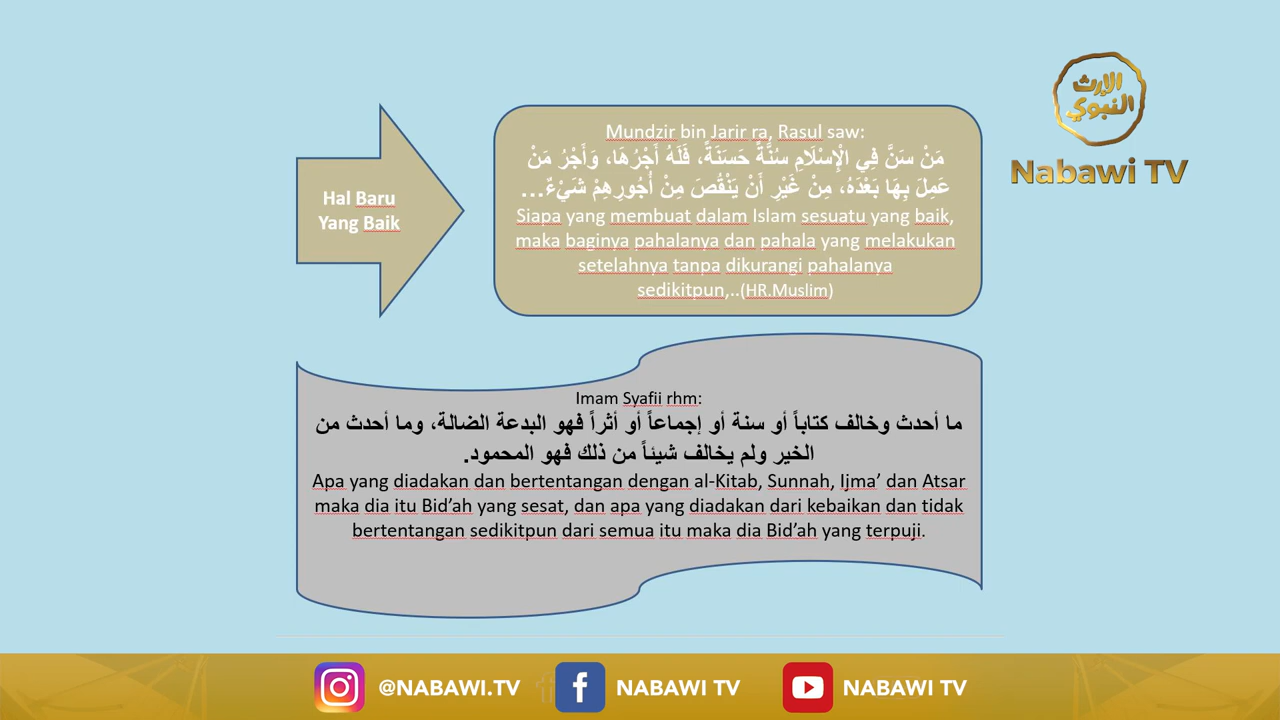 الإرث
النبوي
Nabawi TV
Hal Baru
Yang Baik
Mundzir bin Jarir ra, Rasul saw:
مَنْ سَنَّ فِي الْإِسْلَامِ سُنَّةً حَسَنَةً، فَلَهُ أَجْرُهَا، وَأَجْرُ مَنْ
عَمِلَ بِهَا بَعْدَهُ، مِنْ غَيْرِ أَنْ يَنْقُصَ مِنْ أُجُورِهِمْ شَيْءٌ...
Siapa yang membuat dalam Islam sesuatu yang baik,
maka baginya pahalanya dan pahala yang melakukan
setelahnya tanpa dikurangi pahalanya
sedikitpun,..(HR.Muslim)
Imam Syafii rhm:
ما أحدث وخالف كتاباً أو سنة أو إجماعاً أو أثراً فهو البدعة الضالة، وما أحدث من
الخير ولم يخالف شيئاً من ذلك فهو المحمود.
Apa yang diadakan dan bertentangan dengan al-Kitab, Sunnah, Ijma’ dan Atsar
maka dia itu Bid’ah yang sesat, dan apa yang diadakan dari kebaikan dan tidak
bertentangan sedikitpun dari semua itu maka dia Bid’ah yang terpuji.
@NABAWI.TV NABAWI TV NABAWI TV